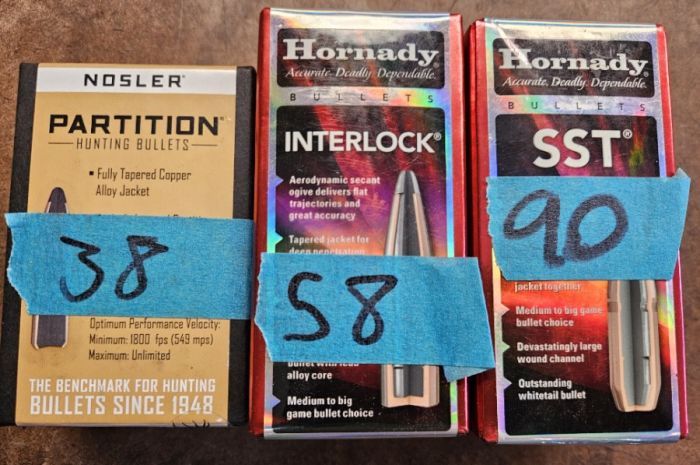 NOSLER®
PARTITION®
HUNTING BULLETS
▪ Fully Tapered Copper
Alloy Jacket
38
Optimum Performance Velocity:
Minimum: 1800 fps (549 mps)
Maximum: Unlimited
THE BENCHMARK FOR HUNTING
BULLETS SINCE 1948
Hornady
Accurate. Deadly. Dependable.
BULLETS
INTERLOCK®
Aerodynamic secant
ogive delivers flat
trajectories and
great accuracy
Tapered jacket for
deep penetration
58
alloy core
Medium to big
game bullet choice
Hornady
Accurate. Deadly. Dependable.
BULLETS
SST®
90
jacket together
Medium to big game
bullet choice
Devastatingly large
wound channel
Outstanding
whitetail bullet